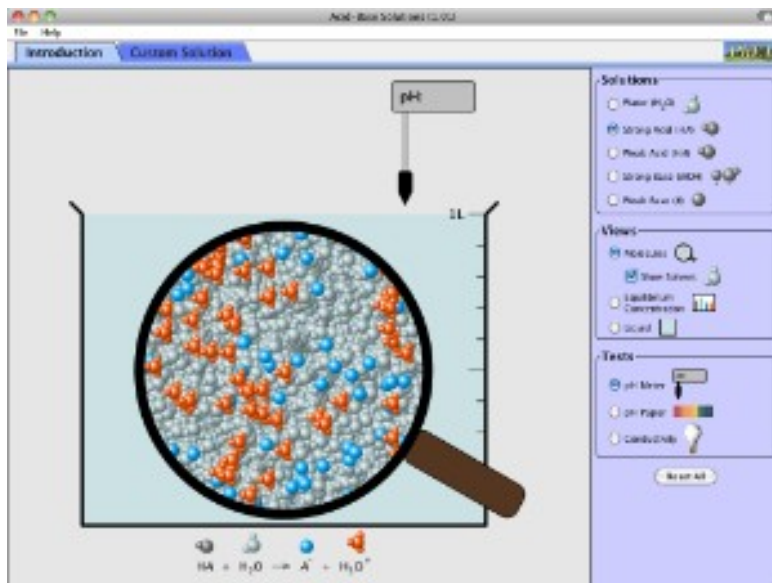 Acid-Base Solutions (1.01)
File Help
Introduction
Custom Solution
pH:
1L
HA + H₂O → A⁻ + H₃O⁺
Solutions
Water (H₂O)
Strong Acid (HA)
Weak Acid (HA)
Strong Base (MOH)
Weak Base (B)
Views
Molecules
Show Solvent
Equilibrium
Concentration
Liquid
Tests
pH Meter
pH Paper
Conductivity
Reset All